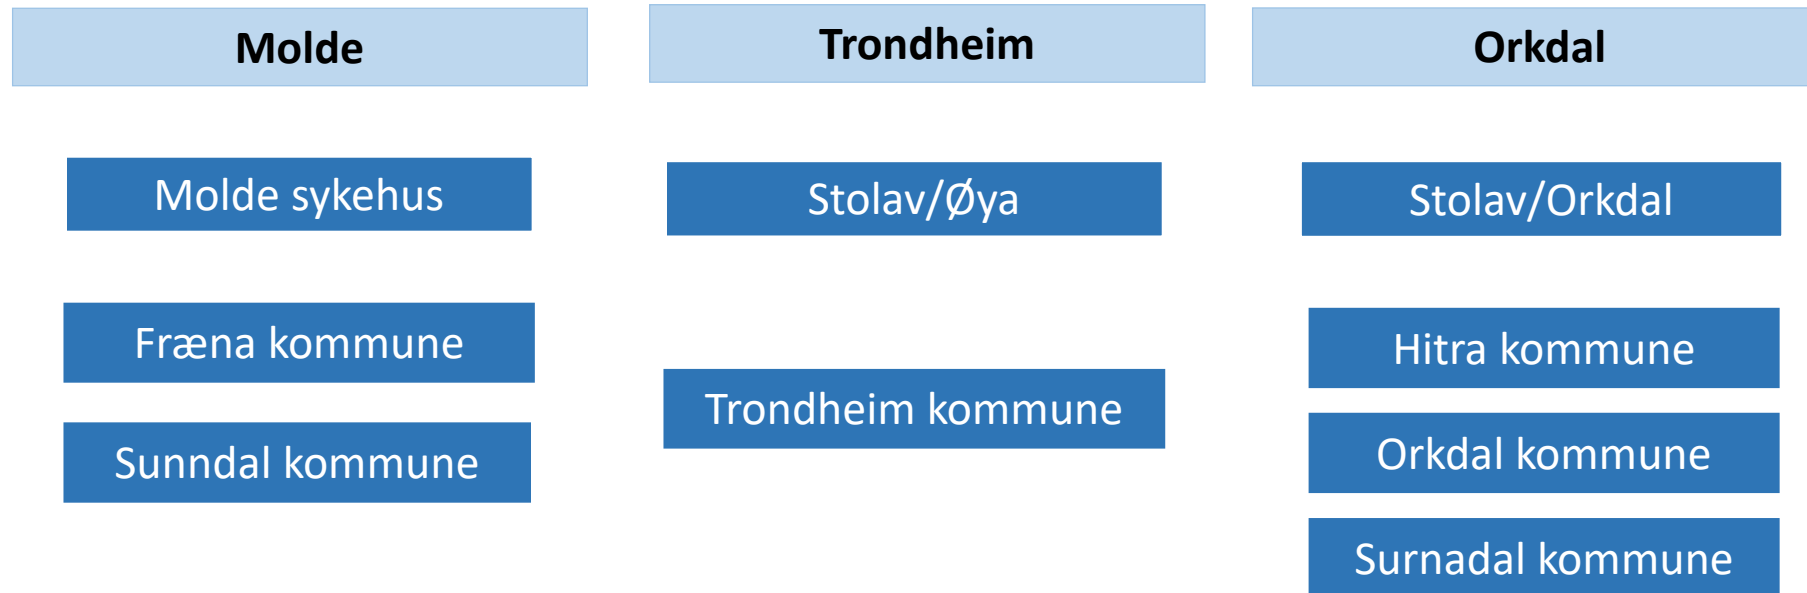 Molde
Molde sykehus
Fræna kommune
Sunndal kommune
Trondheim
Stolav/Øya
Trondheim kommune
Orkdal
Stolav/Orkdal
Hitra kommune
Orkdal kommune
Surnadal kommune